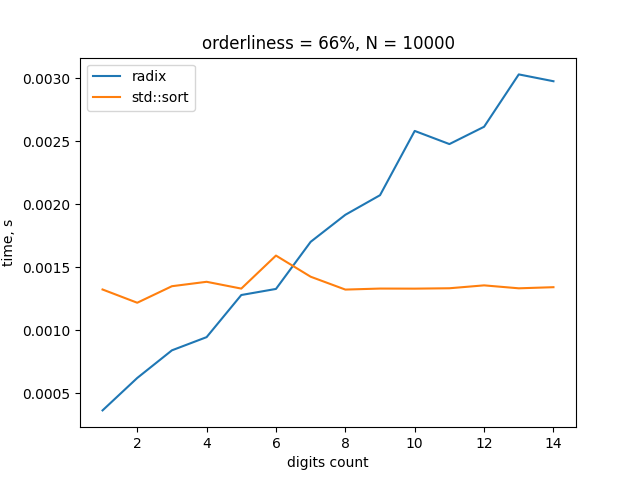 orderliness = 66%, N = 10000
radix
std::sort
0.0030
0.0025
0.0020
0.0015
0.0010
0.0005
time, s
2 4 6 8 10 12 14
digits count